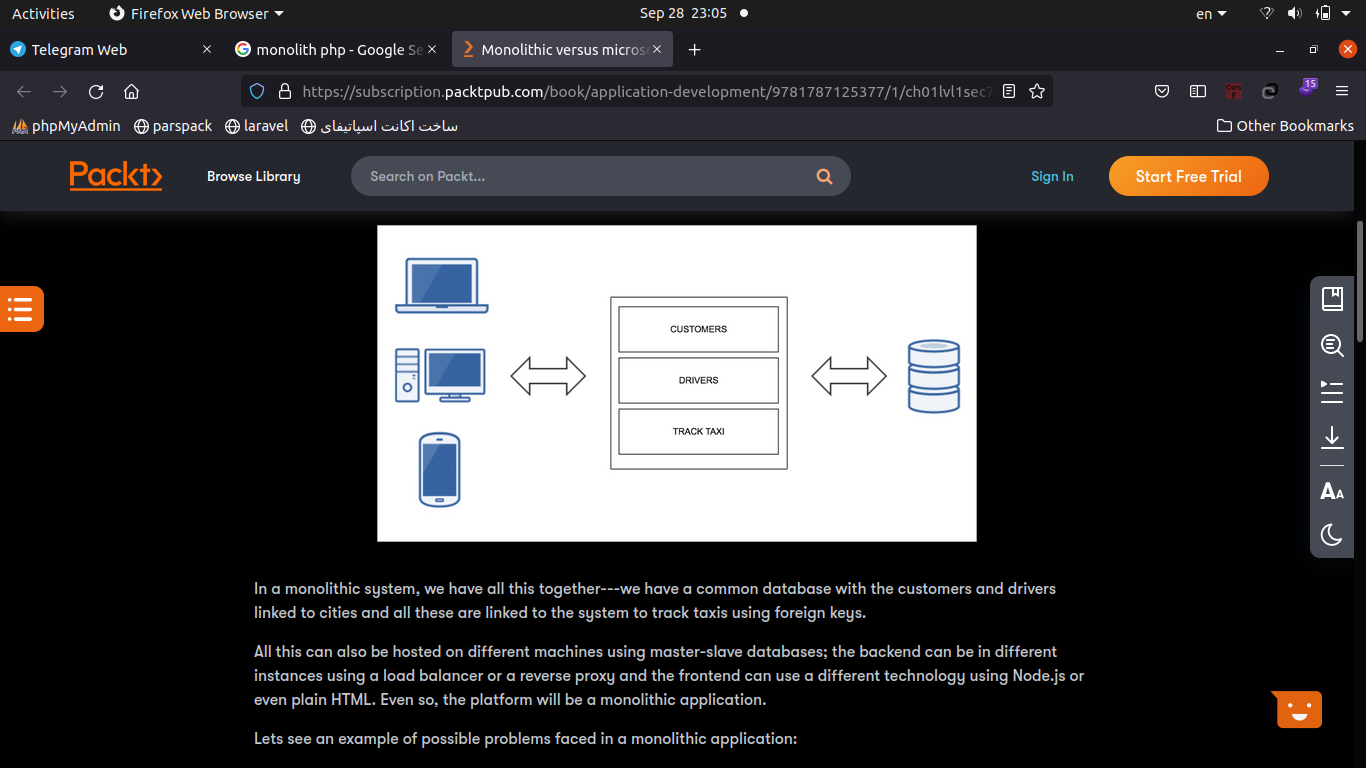 Activities
Firefox Web Browser
Sep 28 23:05
en
Telegram Web
monolith php - Google Se
Monolithic versus micros
https://subscription.packtpub.com/book/application-development/9781787125377/1/ch01lvl1sec7
15
phpMyAdmin
parspack
laravel
ساخت اکانت اسپاتیفای
Other Bookmarks
Packt
Browse Library
Search on Packt...
Sign In
Start Free Trial
CUSTOMERS
DRIVERS
TRACK TAXI
AA
In a monolithic system, we have all this together---we have a common database with the customers and drivers
linked to cities and all these are linked to the system to track taxis using foreign keys.
All this can also be hosted on different machines using master-slave databases; the backend can be in different
instances using a load balancer or a reverse proxy and the frontend can use a different technology using Node.js or
even plain HTML. Even so, the platform will be a monolithic application.
Lets see an example of possible problems faced in a monolithic application: